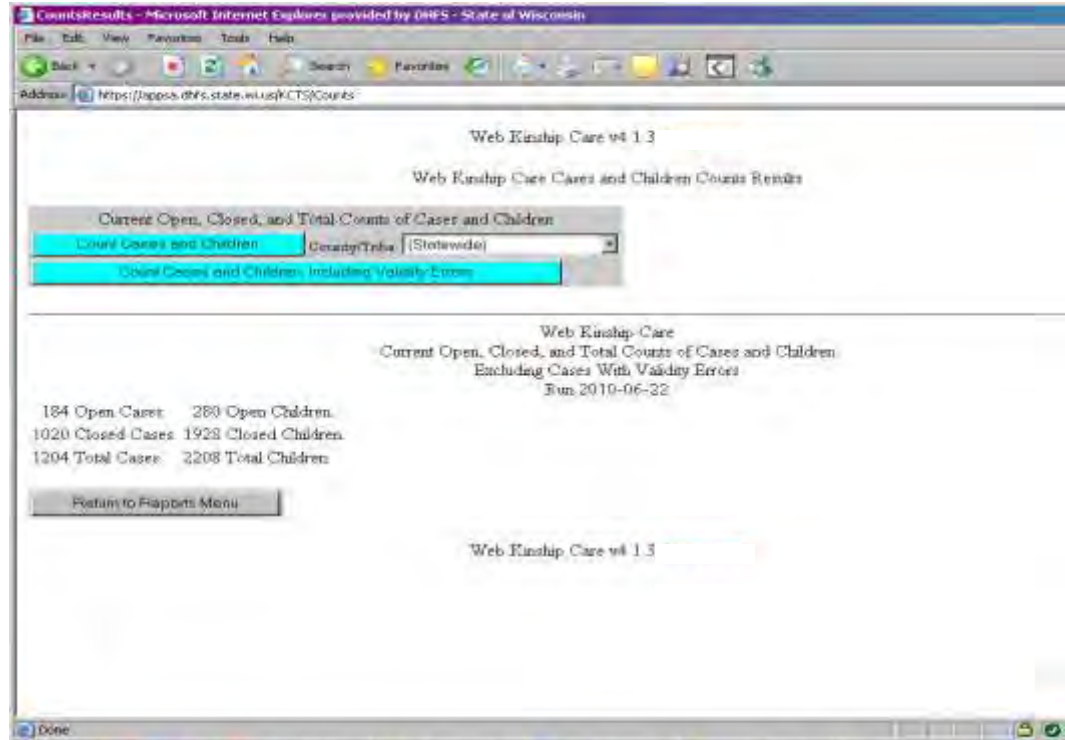 CountsResults - Microsoft Internet Explorer provided by DHFS - State of Wisconsin
File Edit View Favorites Tools Help
Back Search Favorites
Address https://appsa.dhfs.state.wi.us/KCTS/Counts
Web Kinship Care v4.1.3
Web Kinship Care Cases and Children Counts Results
Current Open, Closed, and Total Counts of Cases and Children
Count Cases and Children County/Tribe (Statewide)
Count Cases and Children Including Validity Errors
Web Kinship Care
Current Open, Closed, and Total Counts of Cases and Children
Excluding Cases With Validity Errors
Run 2010-06-22
184 Open Cases 280 Open Children
1020 Closed Cases 1928 Closed Children
1204 Total Cases 2208 Total Children
Return to Reports Menu
Web Kinship Care v4.1.3
Done